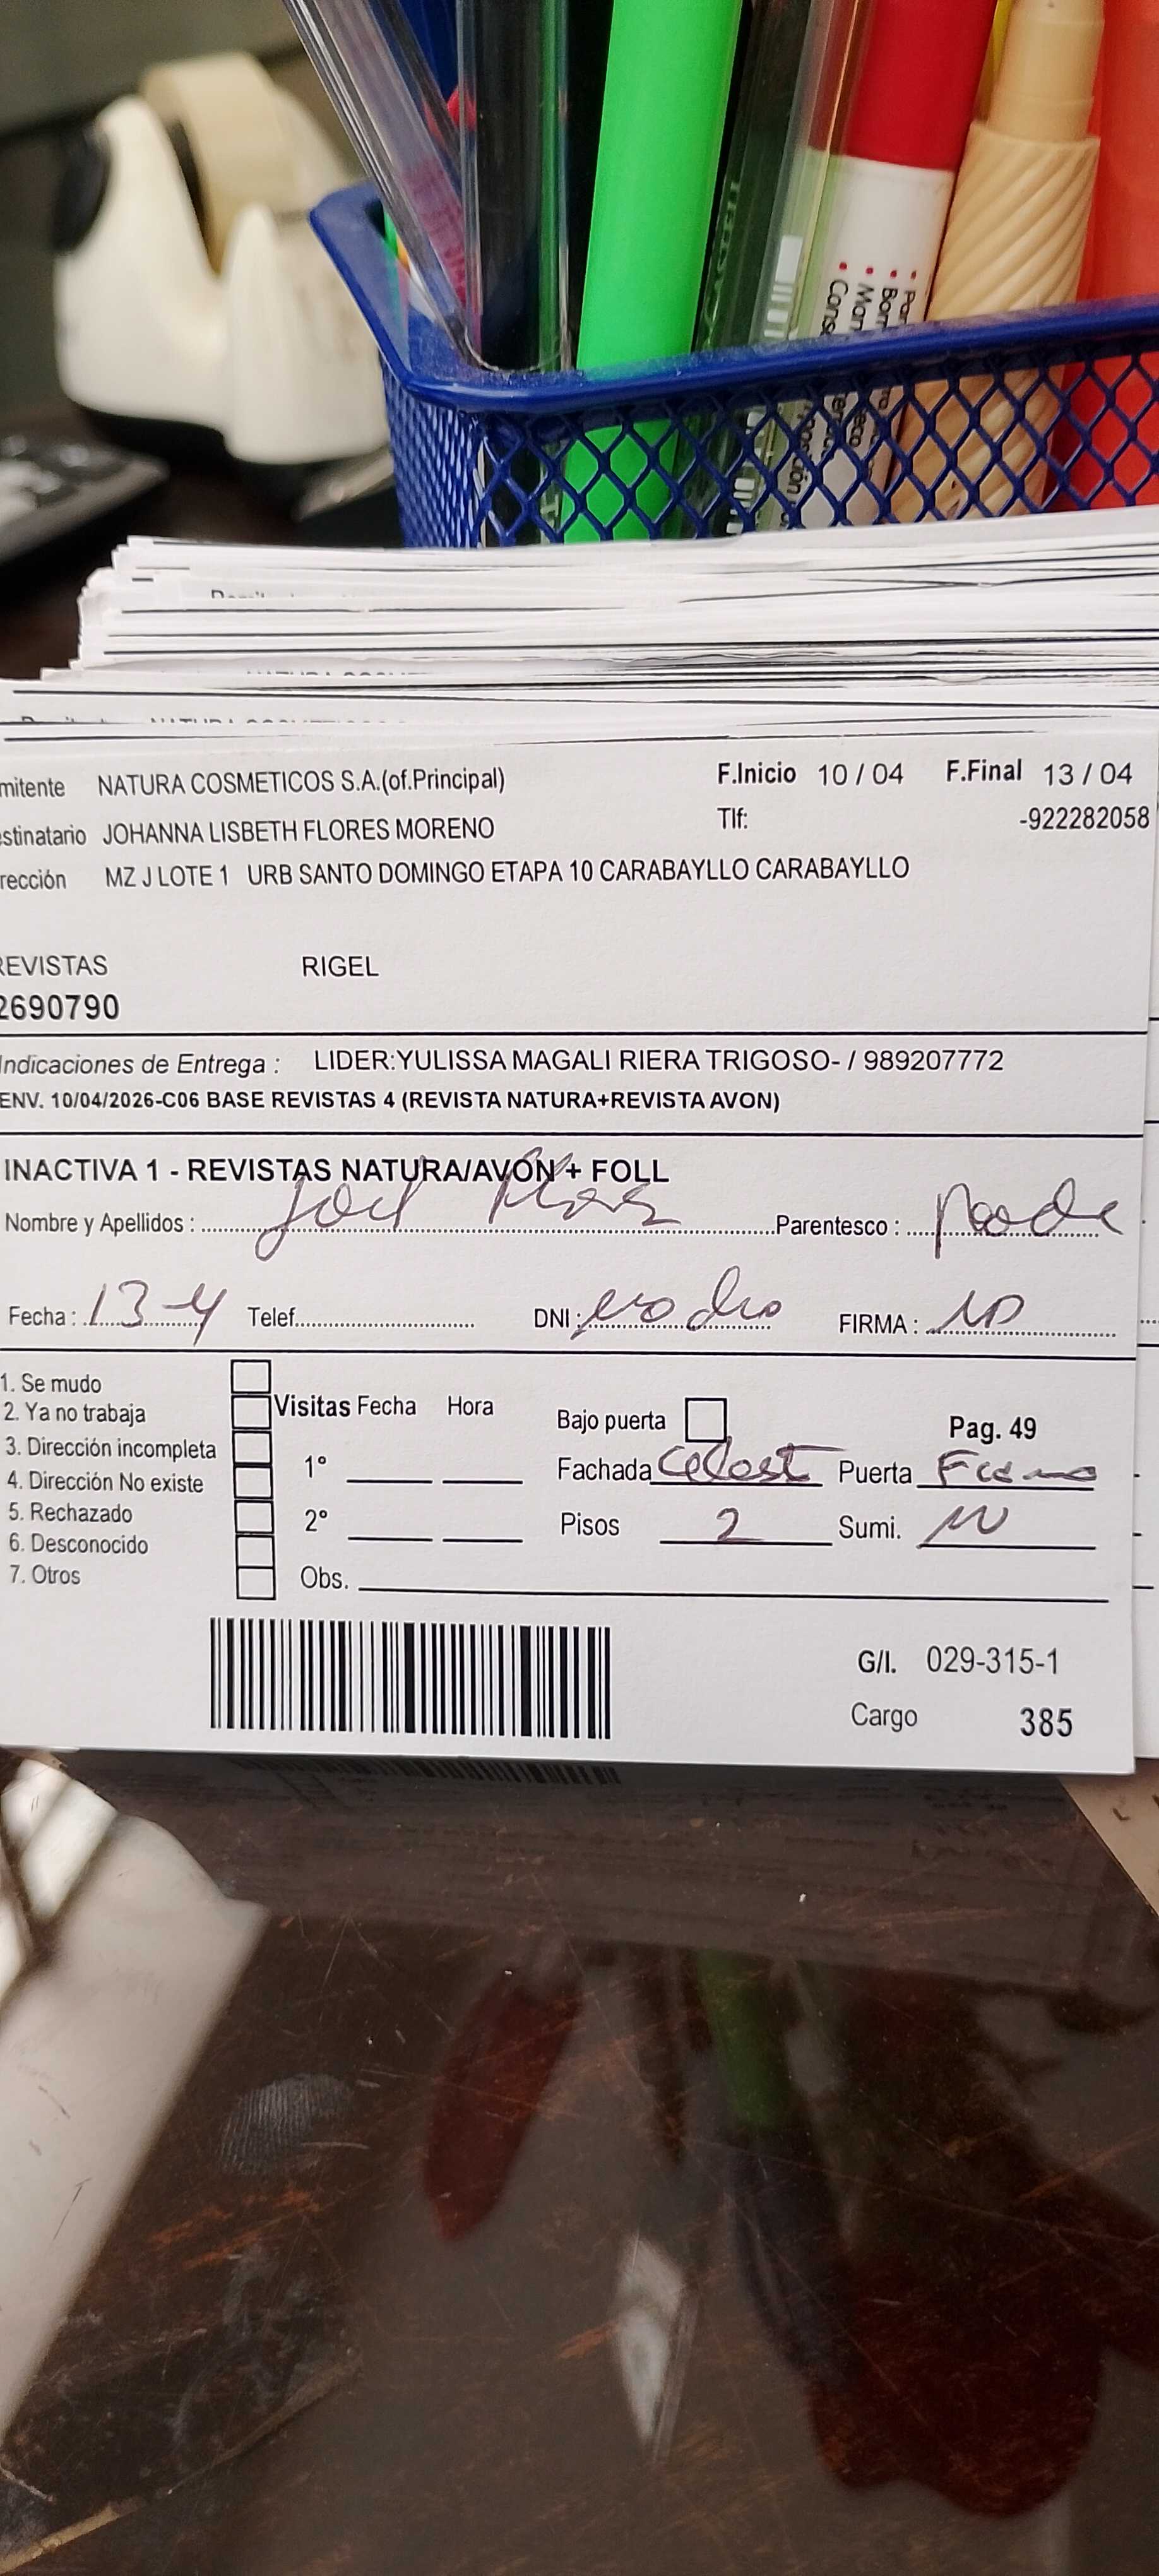 mitente NATURA COSMETICOS S.A.(of.Principal) F.Inicio 10 / 04 F.Final 13 / 04
estinatario JOHANNA LISBETH FLORES MORENO Tlf: -922282058
rección MZ J LOTE 1 URB SANTO DOMINGO ETAPA 10 CARABAYLLO CARABAYLLO
REVISTAS RIGEL
2690790
Indicaciones de Entrega : LIDER:YULISSA MAGALI RIERA TRIGOSO- / 989207772
ENV. 10/04/2026-C06 BASE REVISTAS 4 (REVISTA NATURA+REVISTA AVON)
INACTIVA 1 - REVISTAS NATURA/AVON + FOLL
Nombre y Apellidos : Joel Parentesco :
Fecha : 13-4 Telef. DNI : FIRMA :
1. Se mudo
2. Ya no trabaja
3. Dirección incompleta
4. Dirección No existe
5. Rechazado
6. Desconocido
7. Otros
Visitas Fecha Hora
1°
2°
Obs.
Bajo puerta Pag. 49
Fachada Celest Puerta
Pisos 2 Sumi.
G/I. 029-315-1
Cargo 385